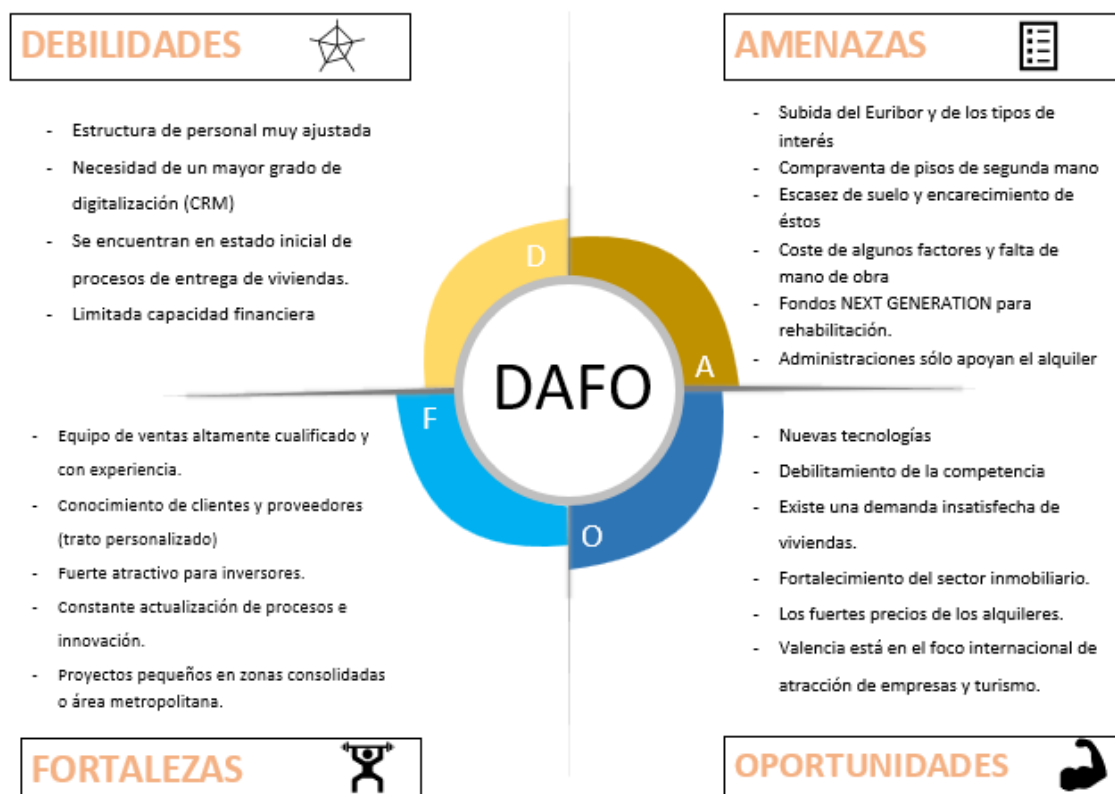 DEBILIDADES
- Estructura de personal muy ajustada
- Necesidad de un mayor grado de
digitalización (CRM)
- Se encuentran en estado inicial de
procesos de entrega de viviendas.
- Limitada capacidad financiera
AMENAZAS
- Subida del Euribor y de los tipos de
interés
- Compraventa de pisos de segunda mano
- Escasez de suelo y encarecimiento de
éstos
- Coste de algunos factores y falta de
mano de obra
- Fondos NEXT GENERATION para
rehabilitación.
- Administraciones sólo apoyan el alquiler
D
A
DAFO
F
O
- Equipo de ventas altamente cualificado y
con experiencia.
- Conocimiento de clientes y proveedores
(trato personalizado)
- Fuerte atractivo para inversores.
- Constante actualización de procesos e
innovación.
- Proyectos pequeños en zonas consolidadas
o área metropolitana.
FORTALEZAS
- Nuevas tecnologías
- Debilitamiento de la competencia
- Existe una demanda insatisfecha de
viviendas.
- Fortalecimiento del sector inmobiliario.
- Los fuertes precios de los alquileres.
- Valencia está en el foco internacional de
atracción de empresas y turismo.
OPORTUNIDADES